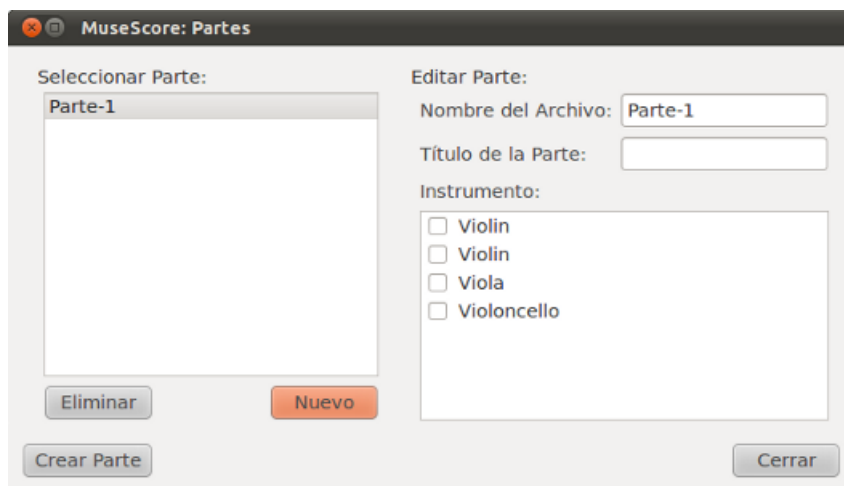 MuseScore: Partes
Seleccionar Parte:
Parte-1
Eliminar
Nuevo
Crear Parte
Editar Parte:
Nombre del Archivo: Parte-1
Título de la Parte:
Instrumento:
Violin
Violin
Viola
Violoncello
Cerrar